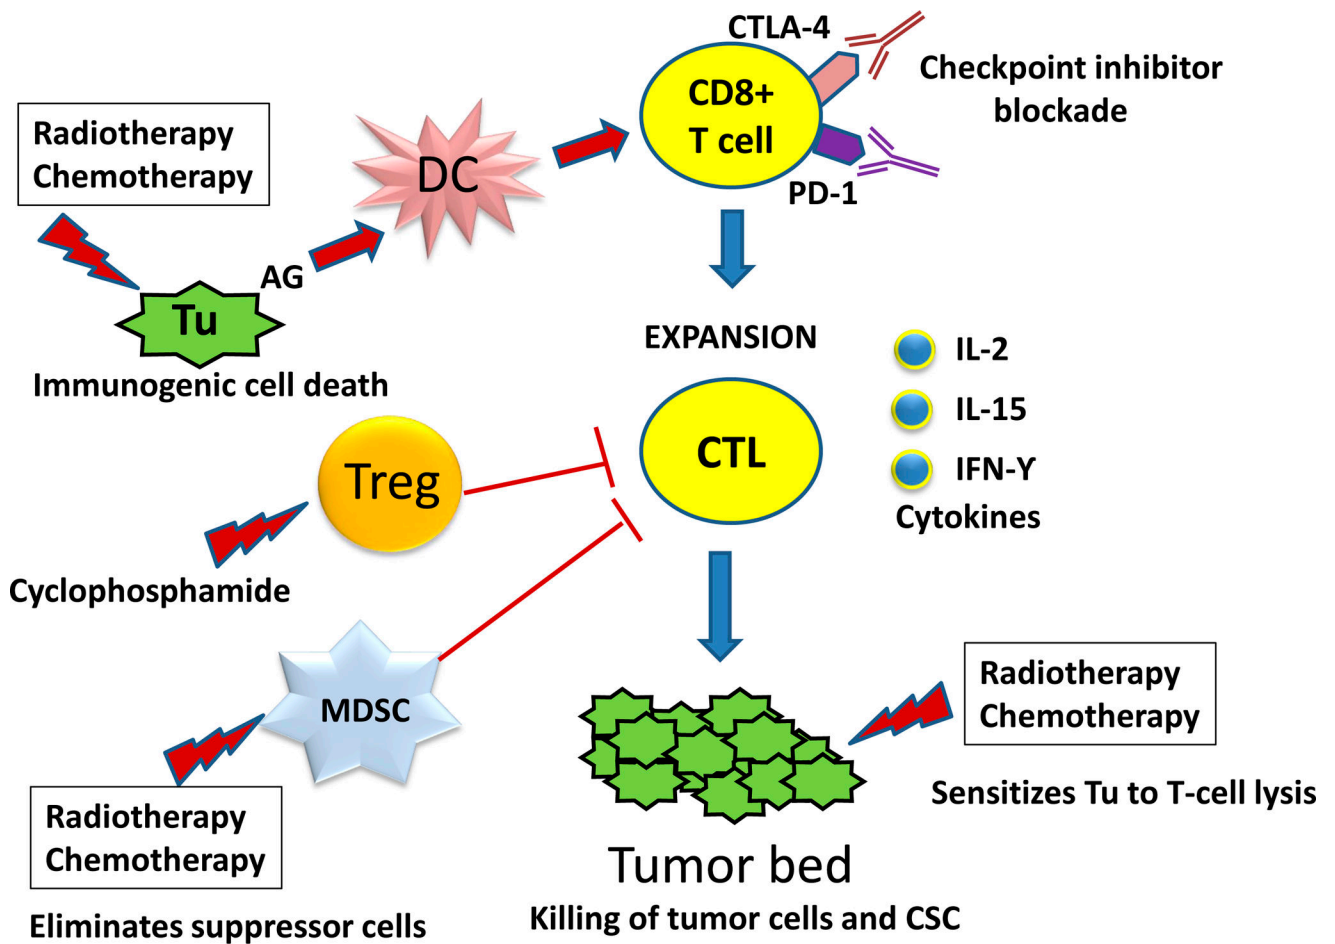 CTLA-4
CD8+
T cell
Checkpoint inhibitor
blockade
PD-1
Radiotherapy
Chemotherapy
DC
AG
Tu
Immunogenic cell death
EXPANSION
IL-2
IL-15
IFN-Y
Cytokines
CTL
Treg
Cyclophosphamide
MDSC
Radiotherapy
Chemotherapy
Eliminates suppressor cells
Radiotherapy
Chemotherapy
Sensitizes Tu to T-cell lysis
Tumor bed
Killing of tumor cells and CSC